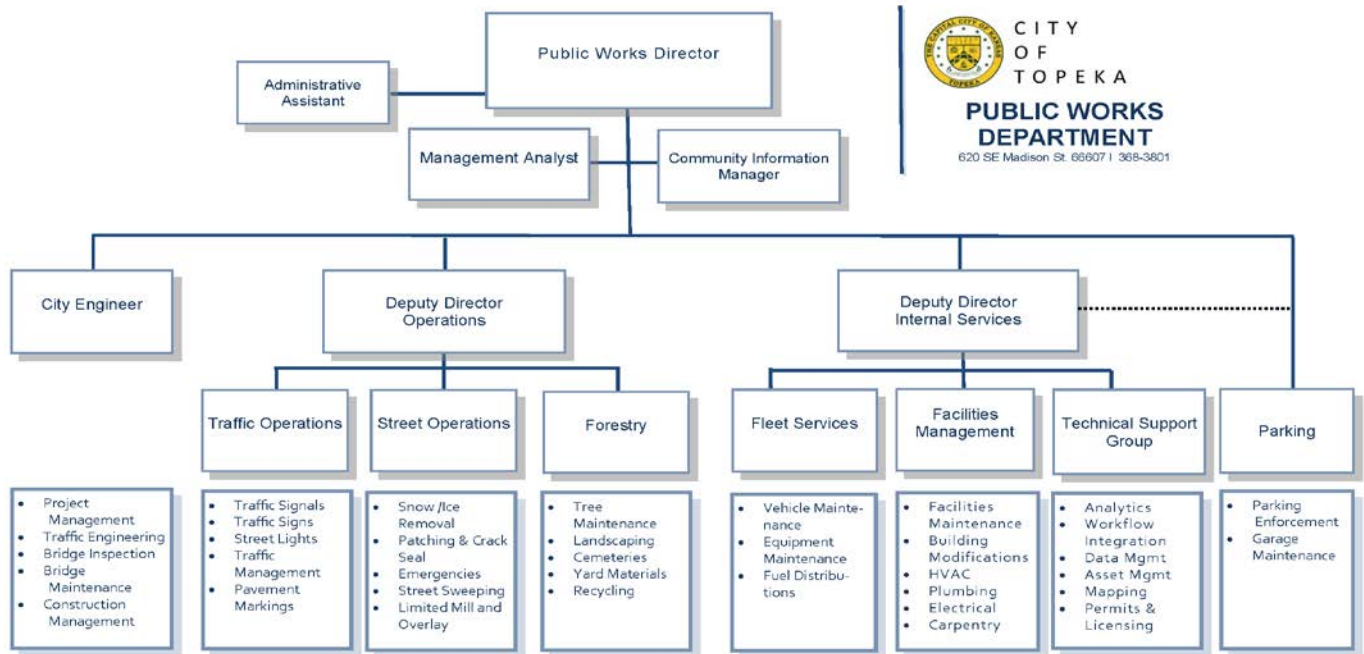 Public Works Director
THE CAPITAL CITY OF KANSAS
TOPEKA
CITY
OF
TOPEKA
PUBLIC WORKS
DEPARTMENT
620 SE Madison St. 66607 I 368-3801
Administrative
Assistant
Management Analyst
Community Information
Manager
City Engineer
Deputy Director
Operations
Deputy Director
Internal Services
Traffic Operations
Street Operations
Forestry
Fleet Services
Facilities
Management
Technical Support
Group
Parking
• Project
Management
• Traffic Engineering
• Bridge Inspection
• Bridge
Maintenance
• Construction
Management
• Traffic Signals
• Traffic Signs
• Street Lights
• Traffic
Management
• Pavement
Markings
• Snow /Ice
Removal
• Patching & Crack
Seal
• Emergencies
• Street Sweeping
• Limited Mill and
Overlay
• Tree
Maintenance
• Landscaping
• Cemeteries
• Yard Materials
• Recycling
• Vehicle Mainte-
nance
• Equipment
Maintenance
• Fuel Distribu-
tions
• Facilities
Maintenance
• Building
Modifications
• HVAC
• Plumbing
• Electrical
• Carpentry
• Analytics
• Workflow
Integration
• Data Mgmt
• Asset Mgmt
• Mapping
• Permits &
Licensing
• Parking
Enforcement
• Garage
Maintenance